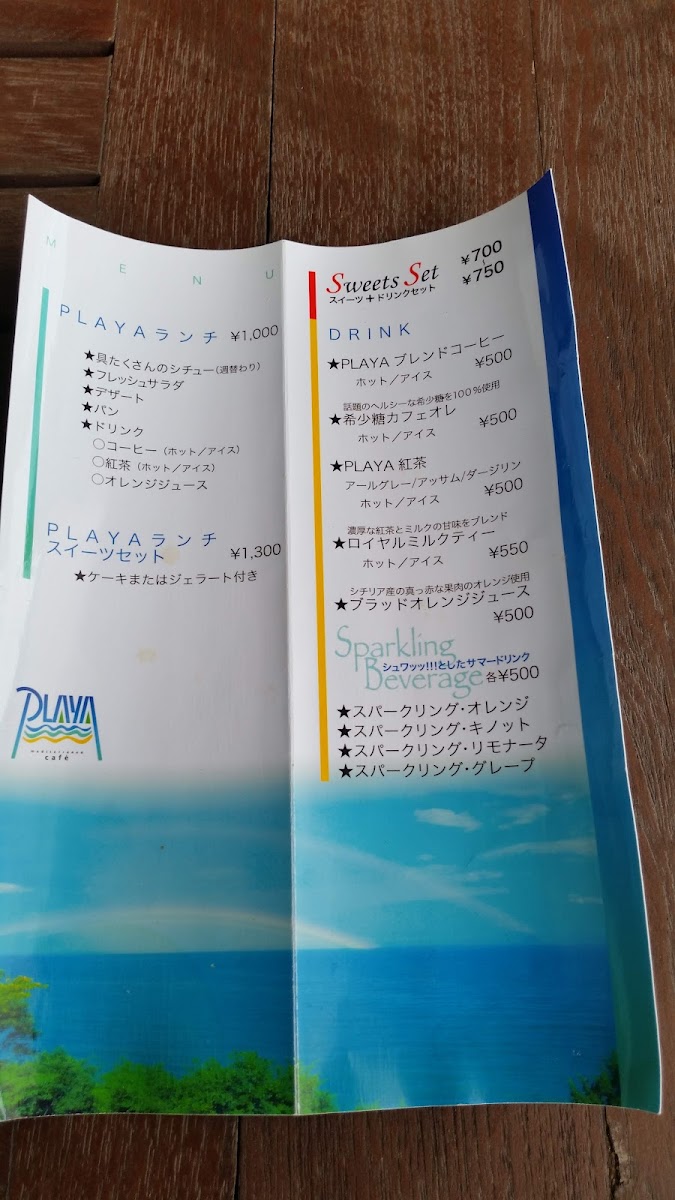 MENU
PLAYAランチ ¥1,000
★具たくさんのシチュー(週替わり)
★フレッシュサラダ
★デザート
★パン
★ドリンク
○コーヒー(ホット/アイス)
○紅茶(ホット/アイス)
○オレンジジュース
PLAYAランチ
スイーツセット ¥1,300
★ケーキまたはジェラート付き
PLAYA
mediterranean
café
Sweets Set ¥700
~
¥750
スイーツ+ドリンクセット
DRINK
★PLAYA ブレンドコーヒー
ホット/アイス ¥500
話題のヘルシーな希少糖を100%使用
★希少糖カフェオレ
ホット/アイス ¥500
★PLAYA 紅茶
アールグレー/アッサム/ダージリン
ホット/アイス ¥500
濃厚な紅茶とミルクの甘味をブレンド
★ロイヤルミルクティー
ホット/アイス ¥550
シチリア産の真っ赤な果肉のオレンジ使用
★ブラッドオレンジジュース
¥500
Sparkling
シュワッッ!!!としたサマードリンク
Beverage 各¥500
★スパークリング・オレンジ
★スパークリング・キノット
★スパークリング・リモナータ
★スパークリング・グレープ